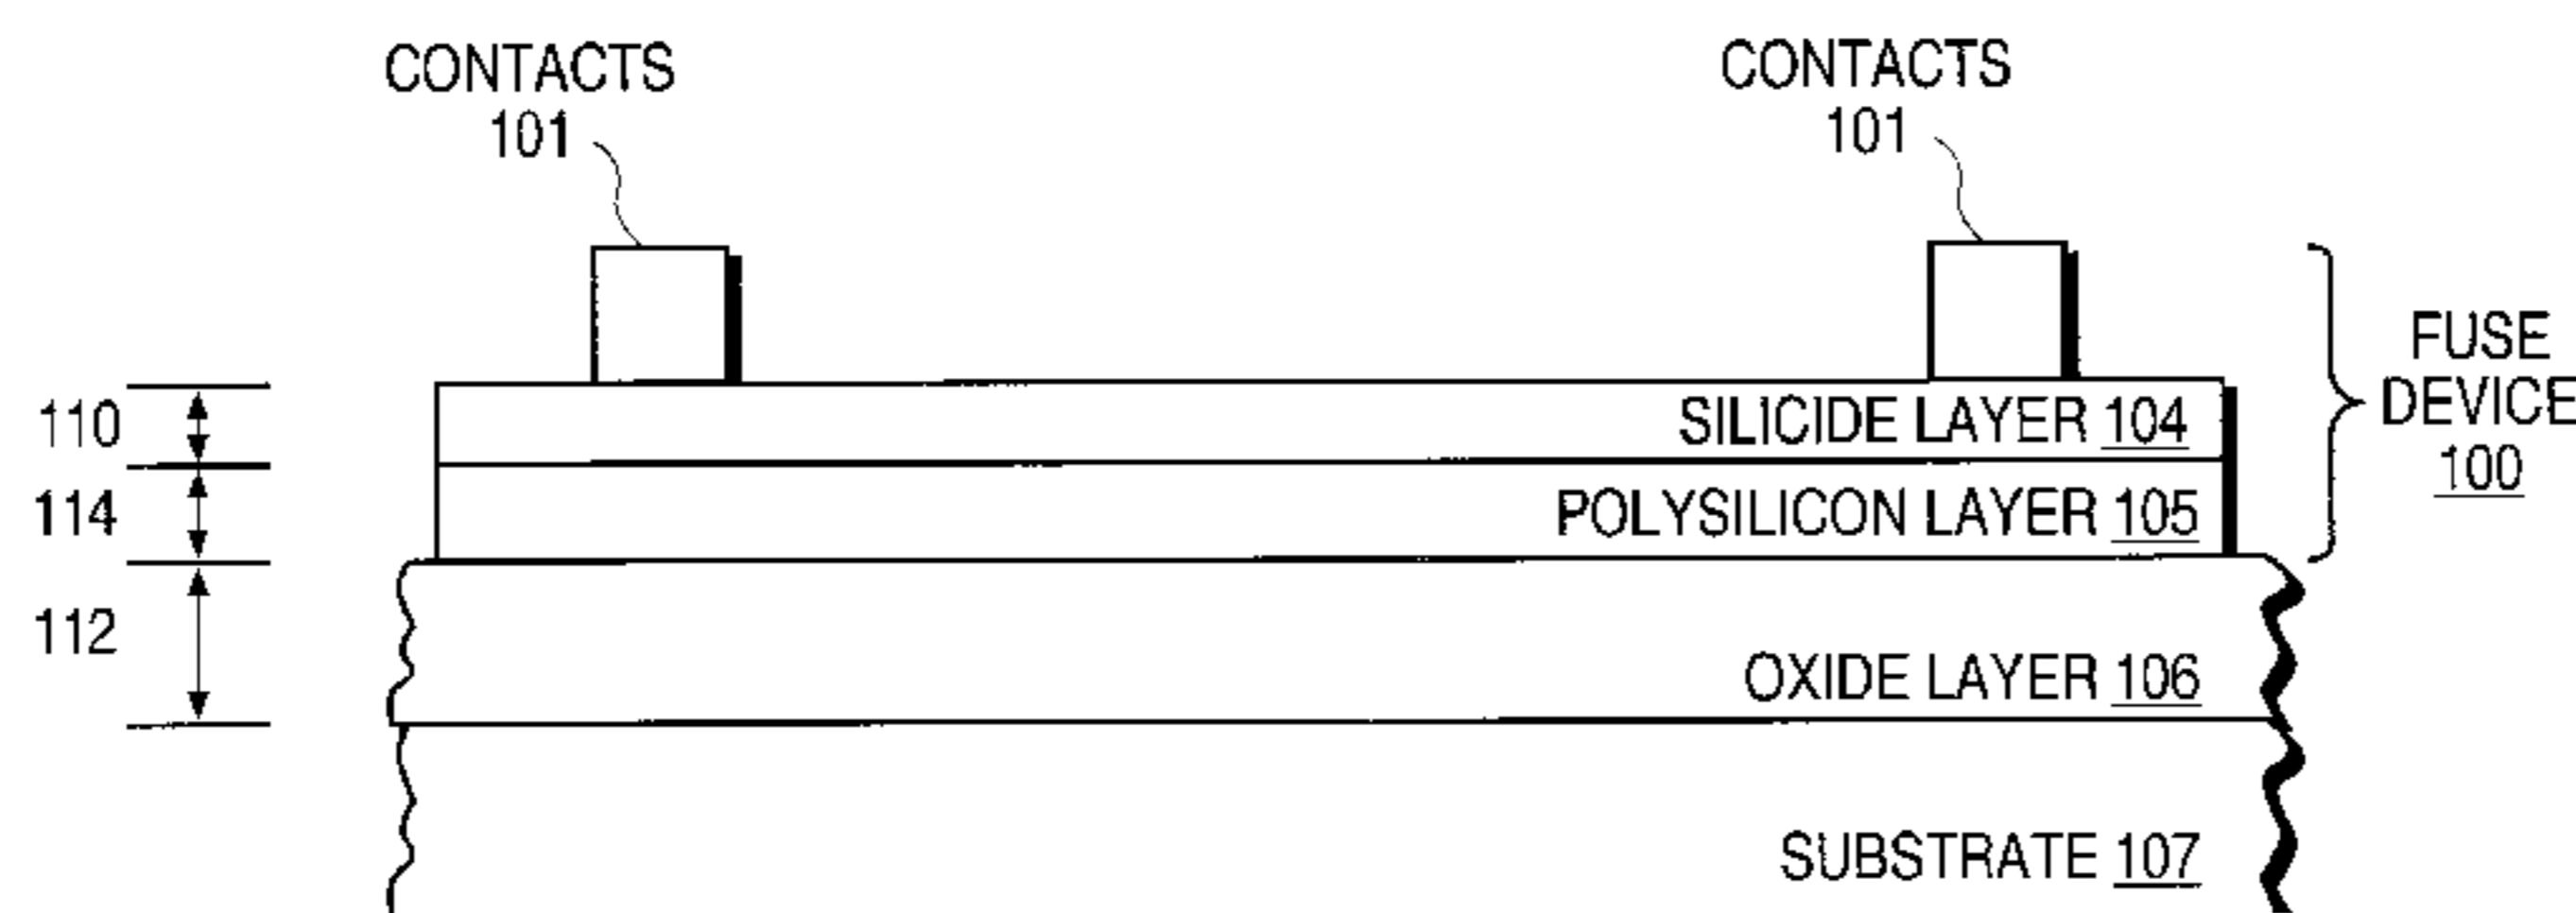 CONTACTS
101
CONTACTS
101
FUSE
DEVICE
100
110
SILICIDE LAYER 104
114
POLYSILICON LAYER 105
112
OXIDE LAYER 106
SUBSTRATE 107